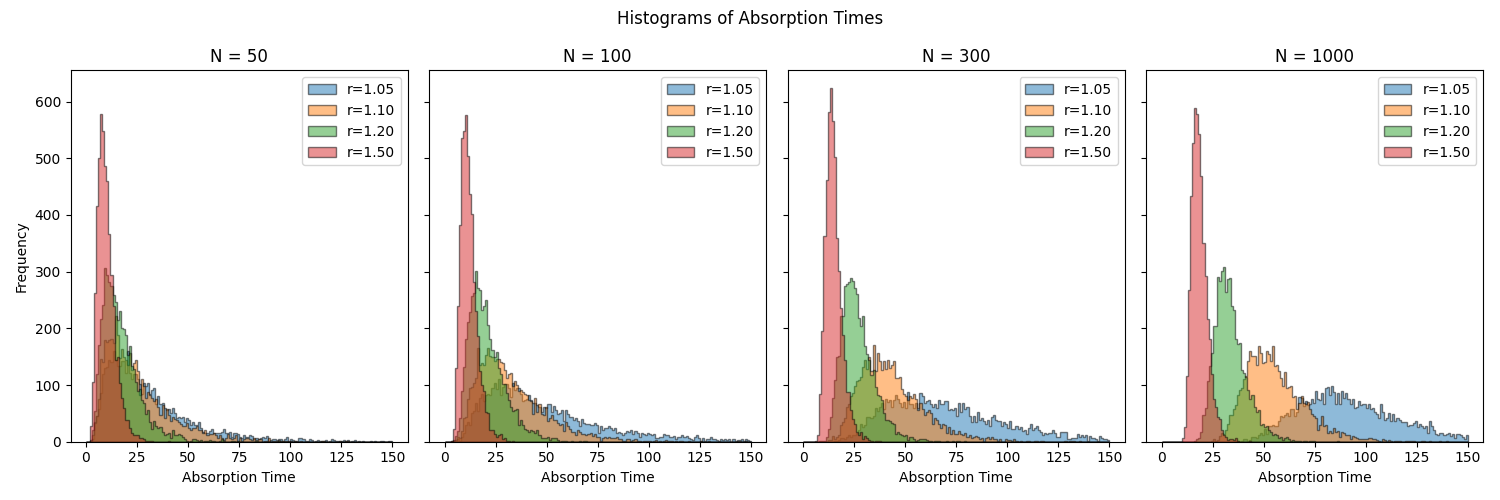 Histograms of Absorption Times
N = 50
N = 100
N = 300
N = 1000
Frequency
600
500
400
300
200
100
0
r=1.05
r=1.10
r=1.20
r=1.50
r=1.05
r=1.10
r=1.20
r=1.50
r=1.05
r=1.10
r=1.20
r=1.50
r=1.05
r=1.10
r=1.20
r=1.50
0 25 50 75 100 125 150
0 25 50 75 100 125 150
0 25 50 75 100 125 150
0 25 50 75 100 125 150
Absorption Time
Absorption Time
Absorption Time
Absorption Time